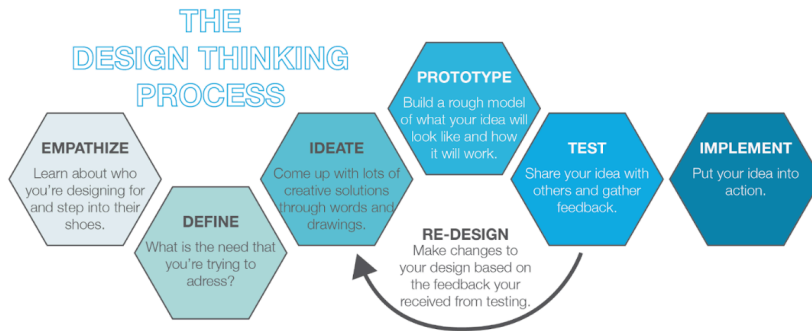 THE
DESIGN THINKING
PROCESS
EMPATHIZE
Learn about who
you're designing for
and step into their
shoes.
DEFINE
What is the need that
you're trying to
adress?
IDEATE
Come up with lots of
creative solutions
through words and
drawings.
PROTOTYPE
Build a rough model
of what your idea will
look like and how
it will work.
TEST
Share your idea with
others and gather
feedback.
IMPLEMENT
Put your idea into
action.
RE-DESIGN
Make changes to
your design based on
the feedback your
received from testing.